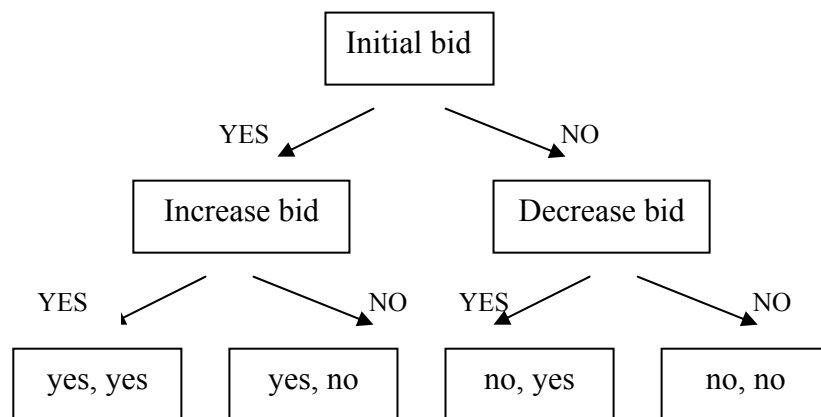 Initial bid
YES NO
Increase bid Decrease bid
YES NO YES NO
yes, yes yes, no no, yes no, no